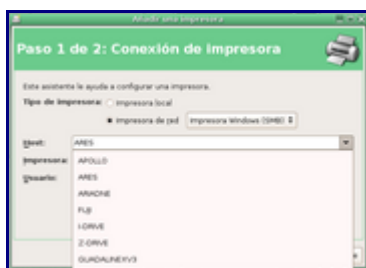 Añadir una impresora
Paso 1 de 2: Conexión de impresora
Este asistente le ayuda a configurar una impresora.
Tipo de impresora: Impresora local
Impresora de red Impresora Windows (SMB)
Host: ARES
Impresora: APOLLO
Usuario: ARES
ARIADNE
FUJI
I-DRIVE
Z-DRIVE
GUADALINEXV3